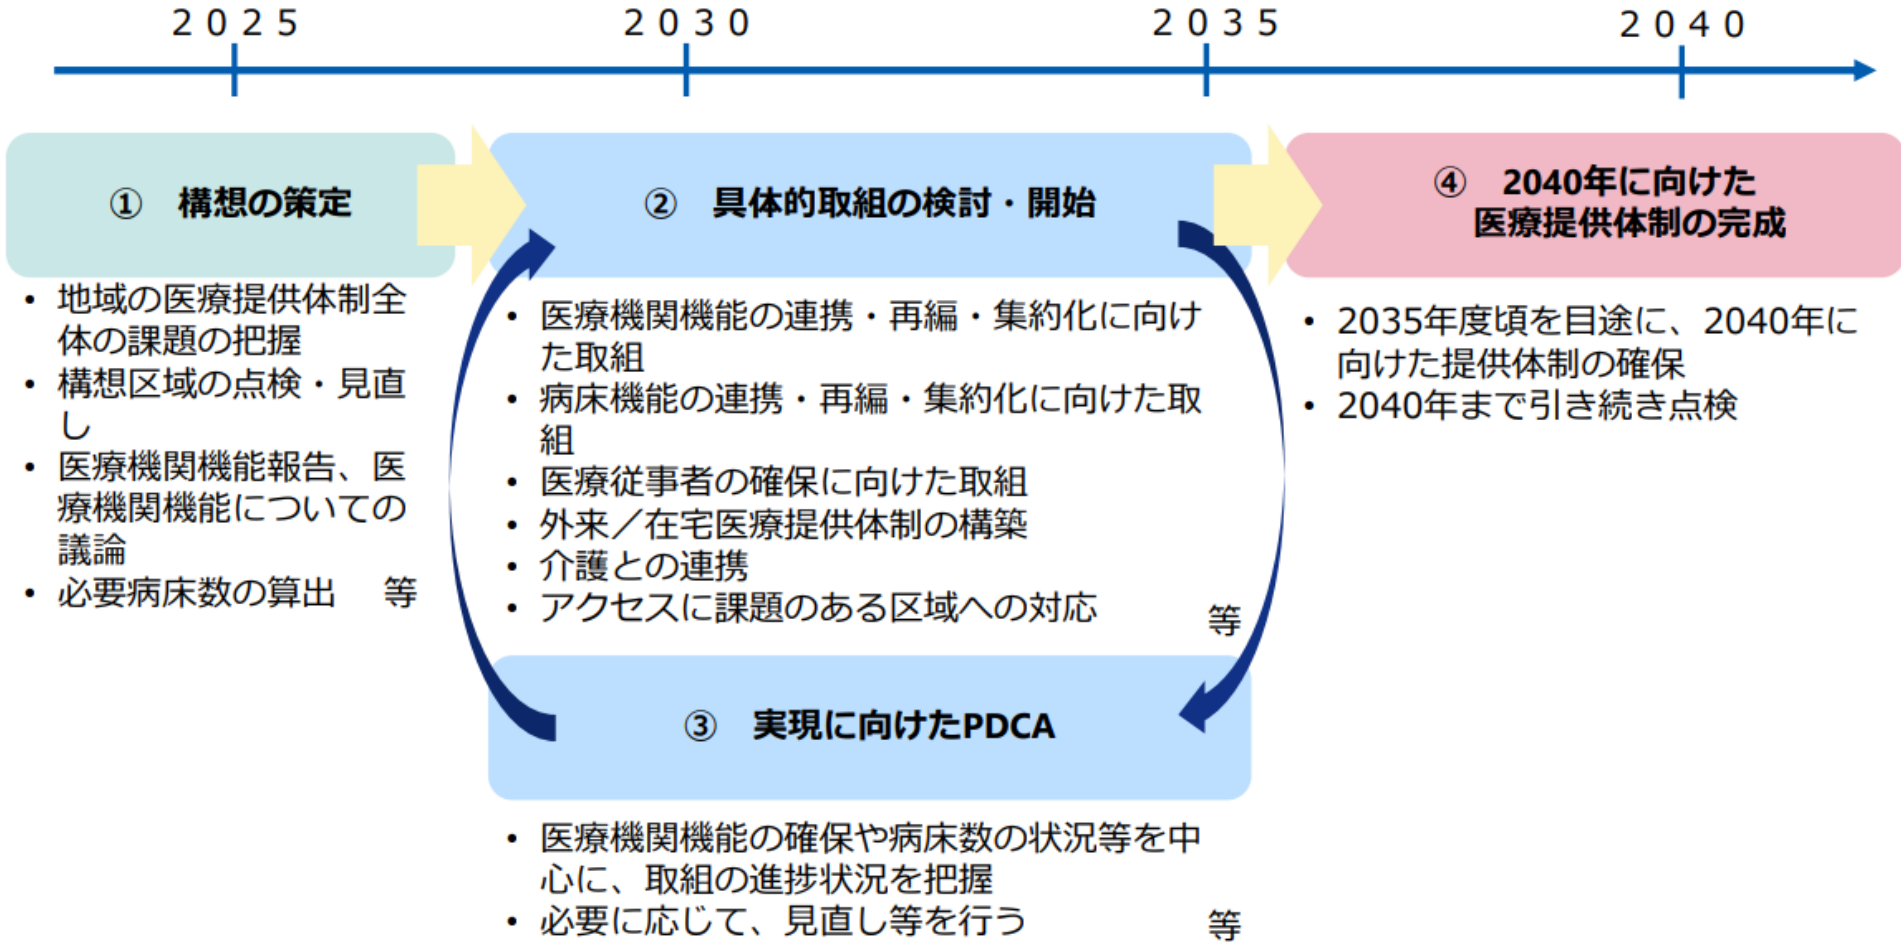 ２０２５
２０３０
２０３５
２０４０
① 構想の策定
・ 地域の医療提供体制全
体の課題の把握
・ 構想区域の点検・見直
し
・ 医療機関機能報告、医
療機関機能についての
議論
・ 必要病床数の算出 等
② 具体的取組の検討・開始
・ 医療機関機能の連携・再編・集約化に向け
た取組
・ 病床機能の連携・再編・集約化に向けた取
組
・ 医療従事者の確保に向けた取組
・ 外来／在宅医療提供体制の構築
・ 介護との連携
・ アクセスに課題のある区域への対応
等
③ 実現に向けたPDCA
・ 医療機関機能の確保や病床数の状況等を中
心に、取組の進捗状況を把握
・ 必要に応じて、見直し等を行う 等
④ 2040年に向けた
医療提供体制の完成
・ 2035年度頃を目途に、2040年に
向けた提供体制の確保
・ 2040年まで引き続き点検